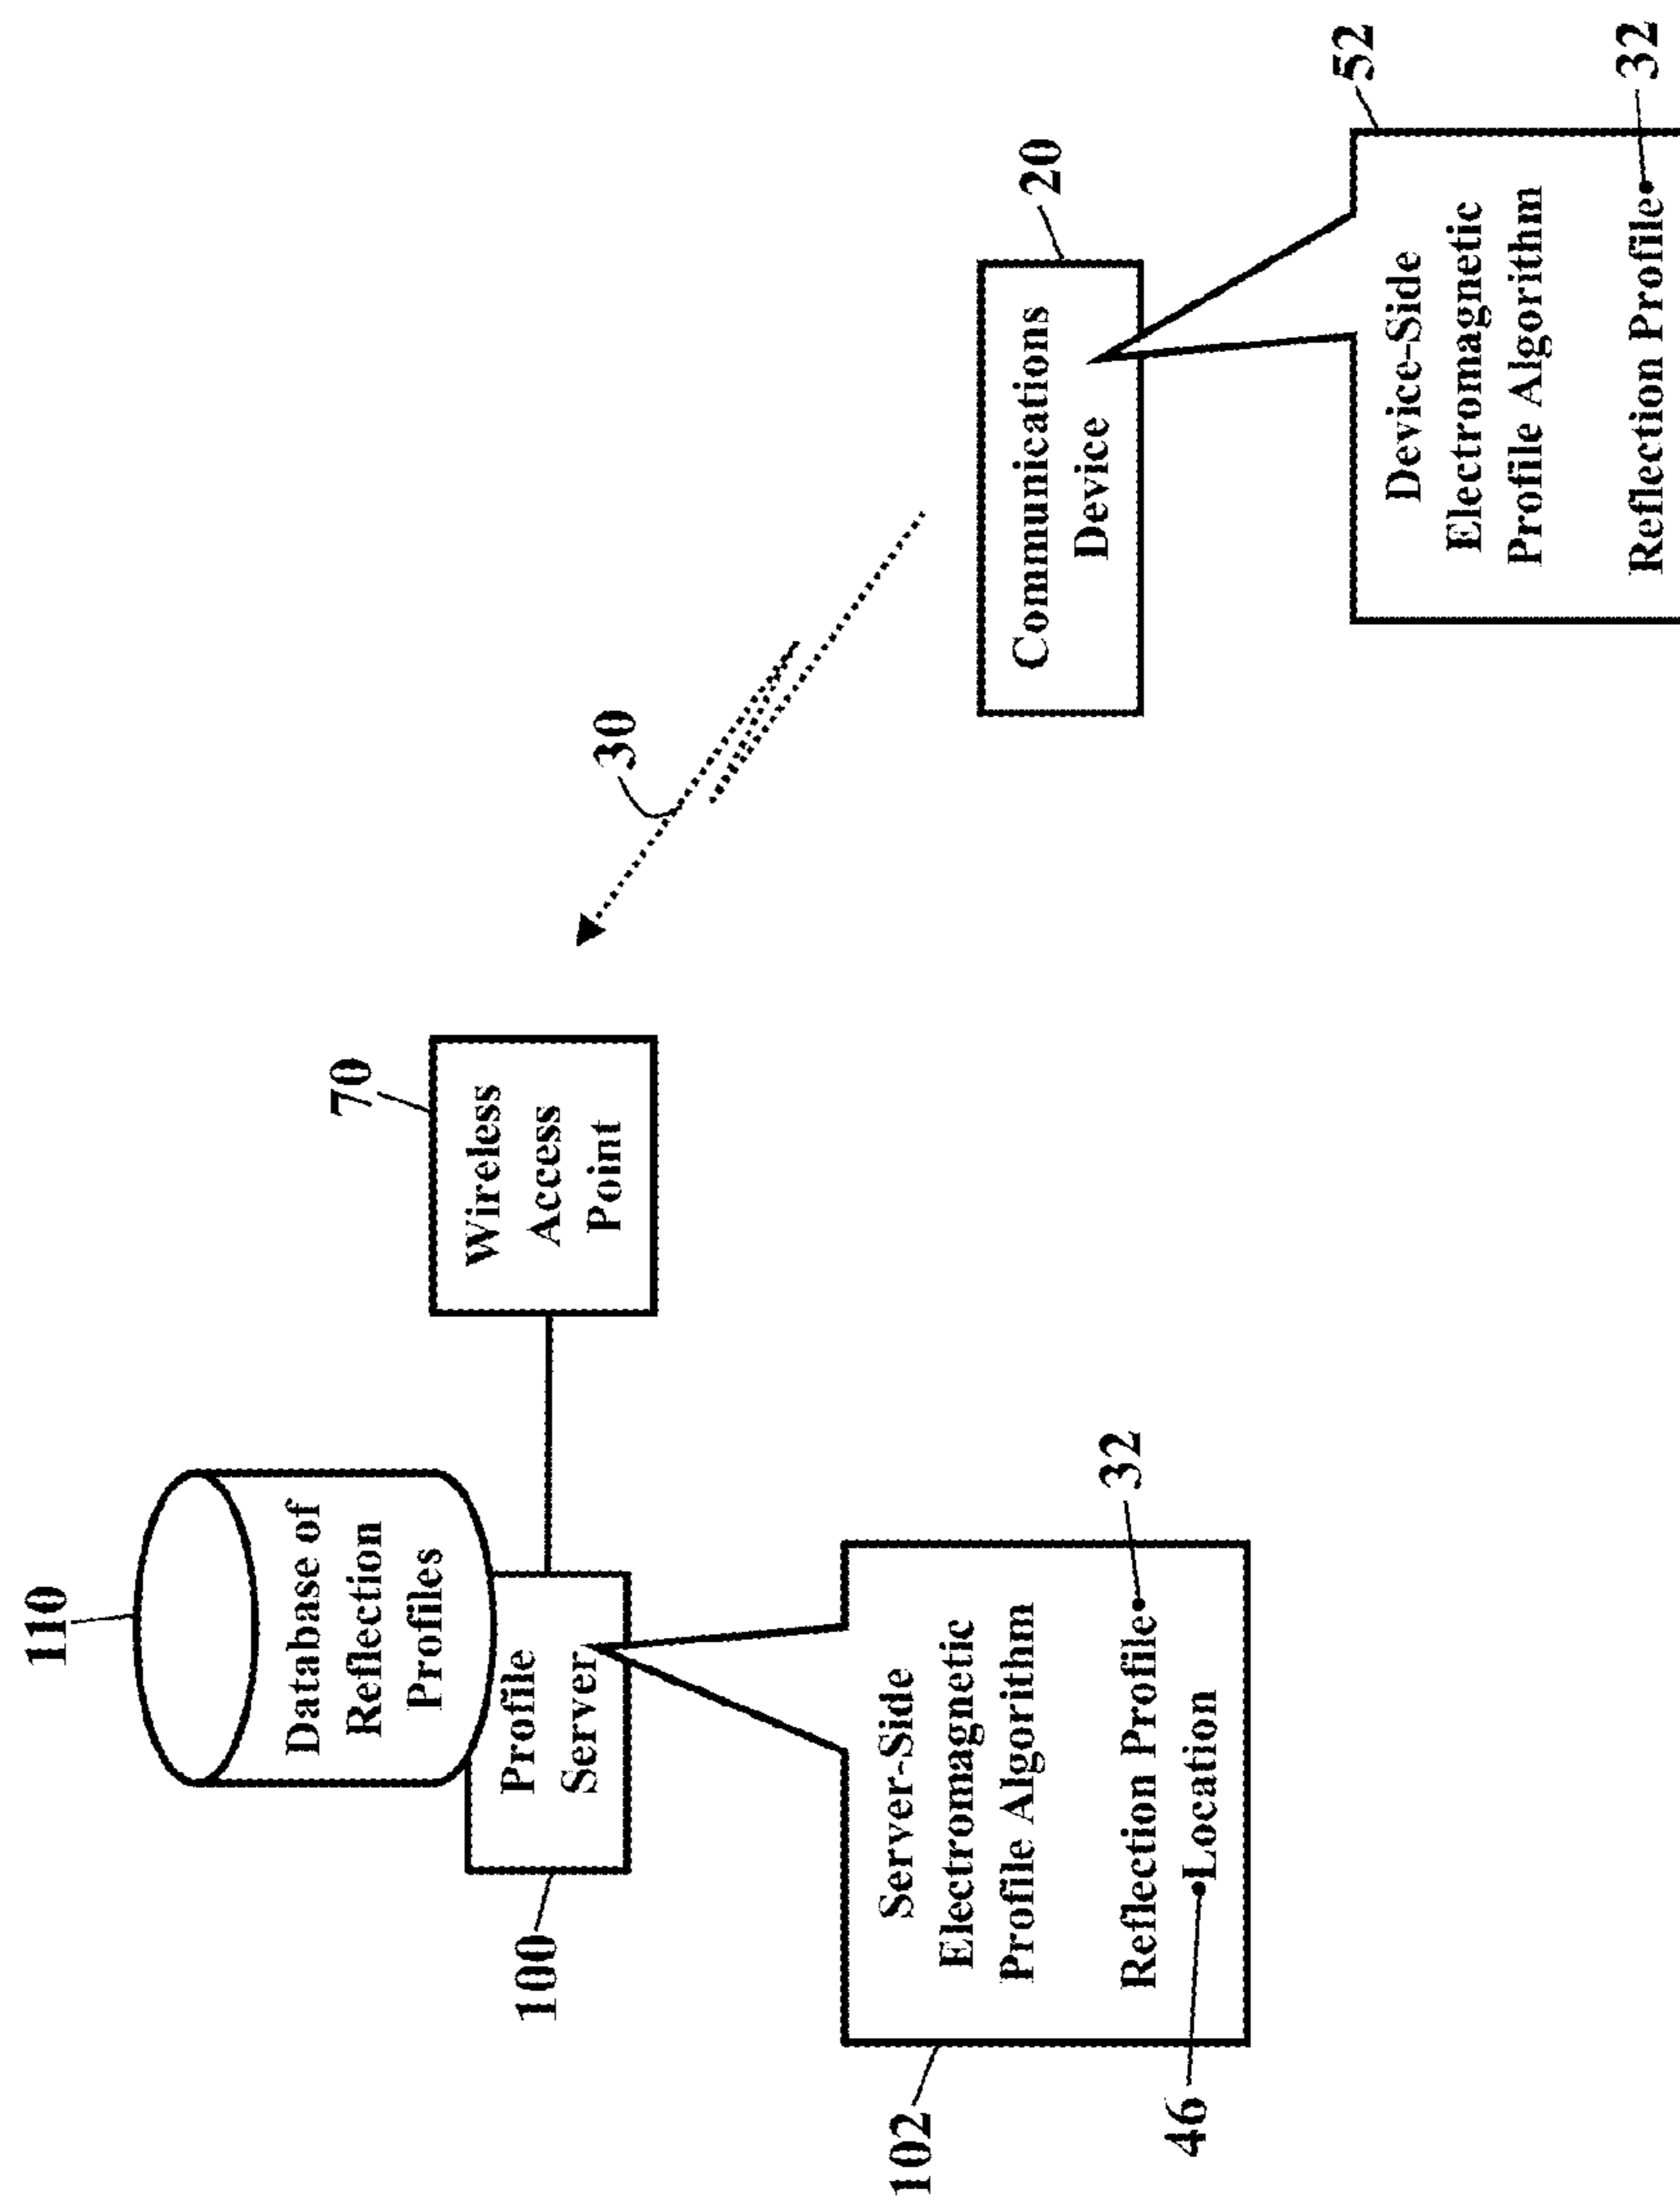 110
Database of
Reflection
Profiles
100
Profile
Server
70
Wireless
Access
Point
30
102
Server-Side
Electromagnetic
Profile Algorithm
Reflection Profile
32
46
Location
20
Communications
Device
52
Device-Side
Electromagnetic
Profile Algorithm
Reflection Profile
32